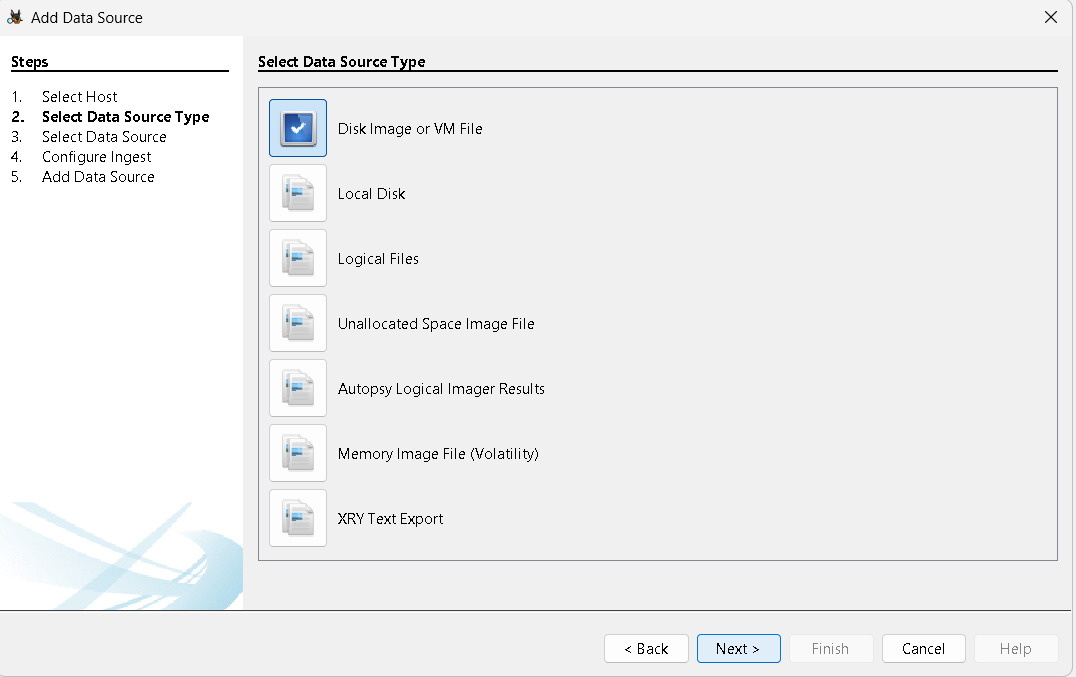 Add Data Source
Steps
1. Select Host
2. Select Data Source Type
3. Select Data Source
4. Configure Ingest
5. Add Data Source
Select Data Source Type
Disk Image or VM File
Local Disk
Logical Files
Unallocated Space Image File
Autopsy Logical Imager Results
Memory Image File (Volatility)
XRY Text Export
< Back Next > Finish Cancel Help